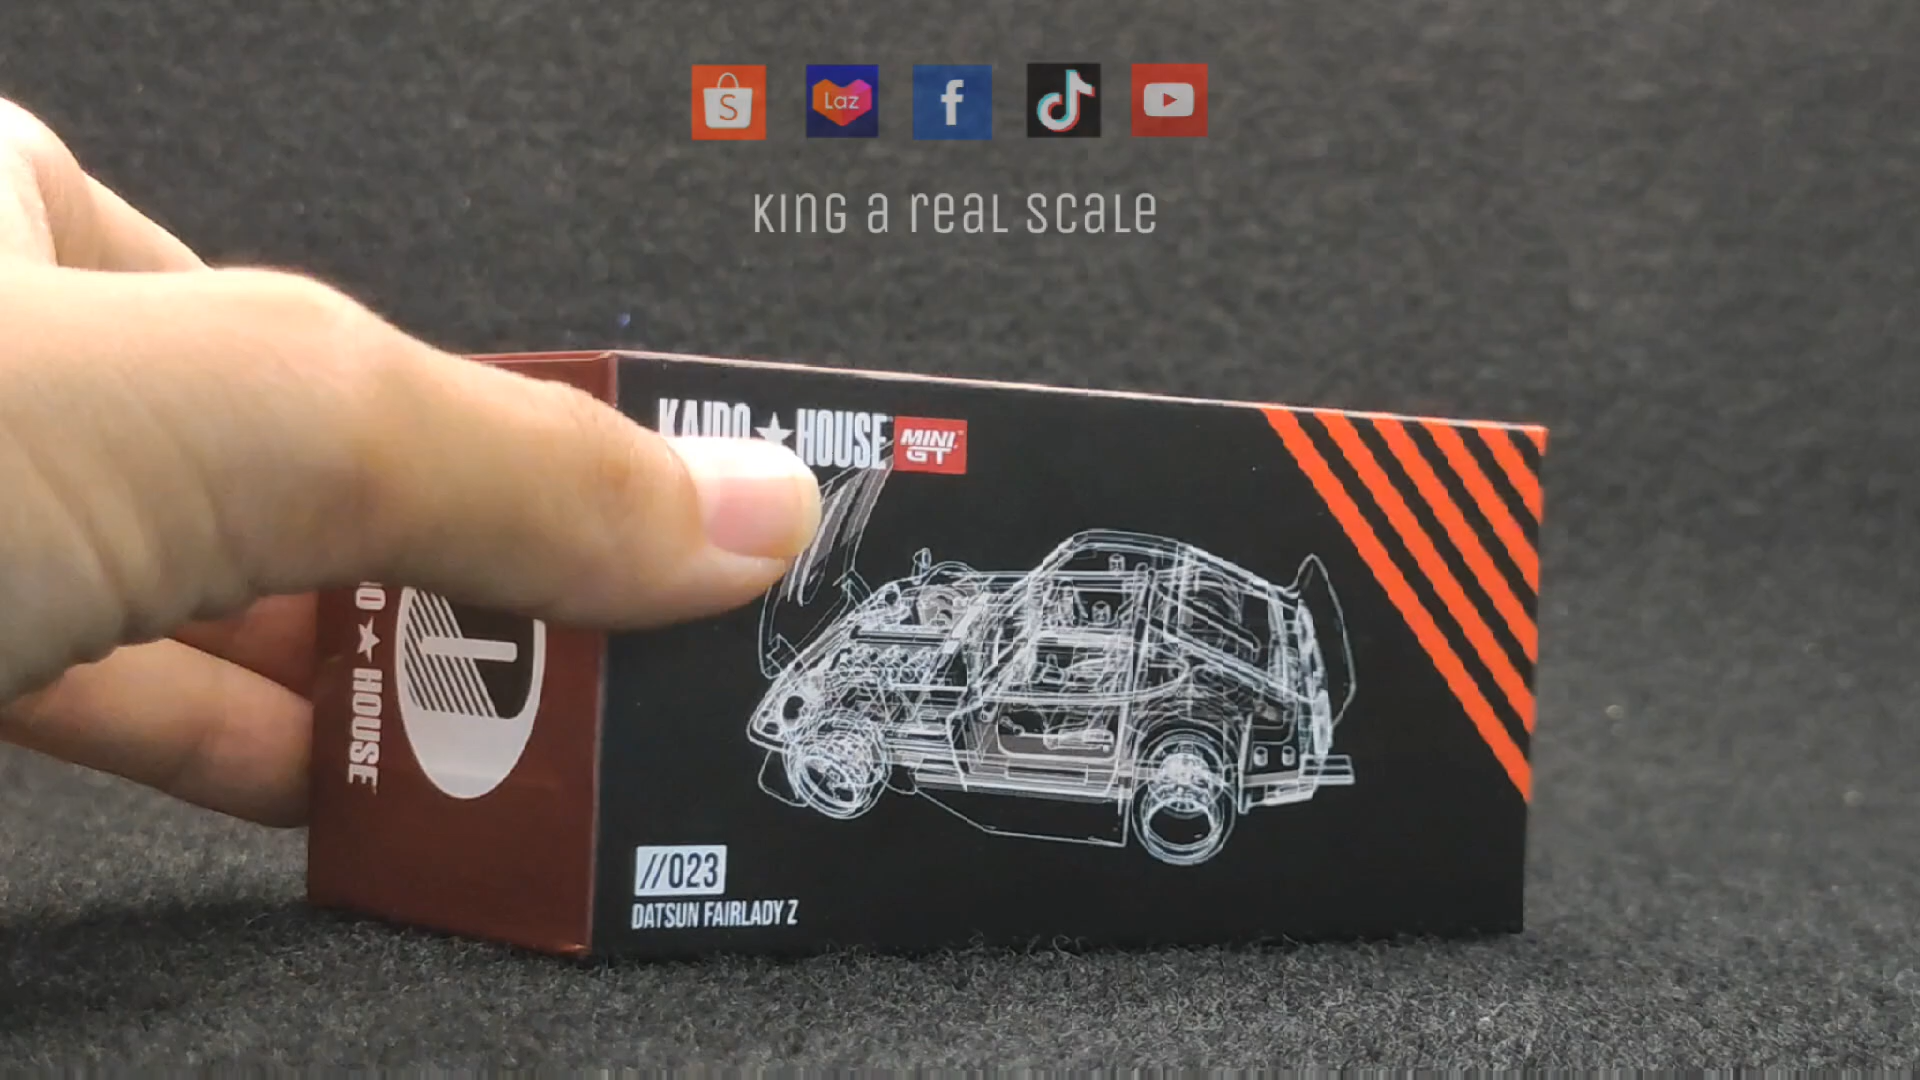 S
Laz
f
KING A REAL SCALE
KAIDO★HOUSE
MINI
GT
★ HOUSE
//023
DATSUN FAIRLADY Z